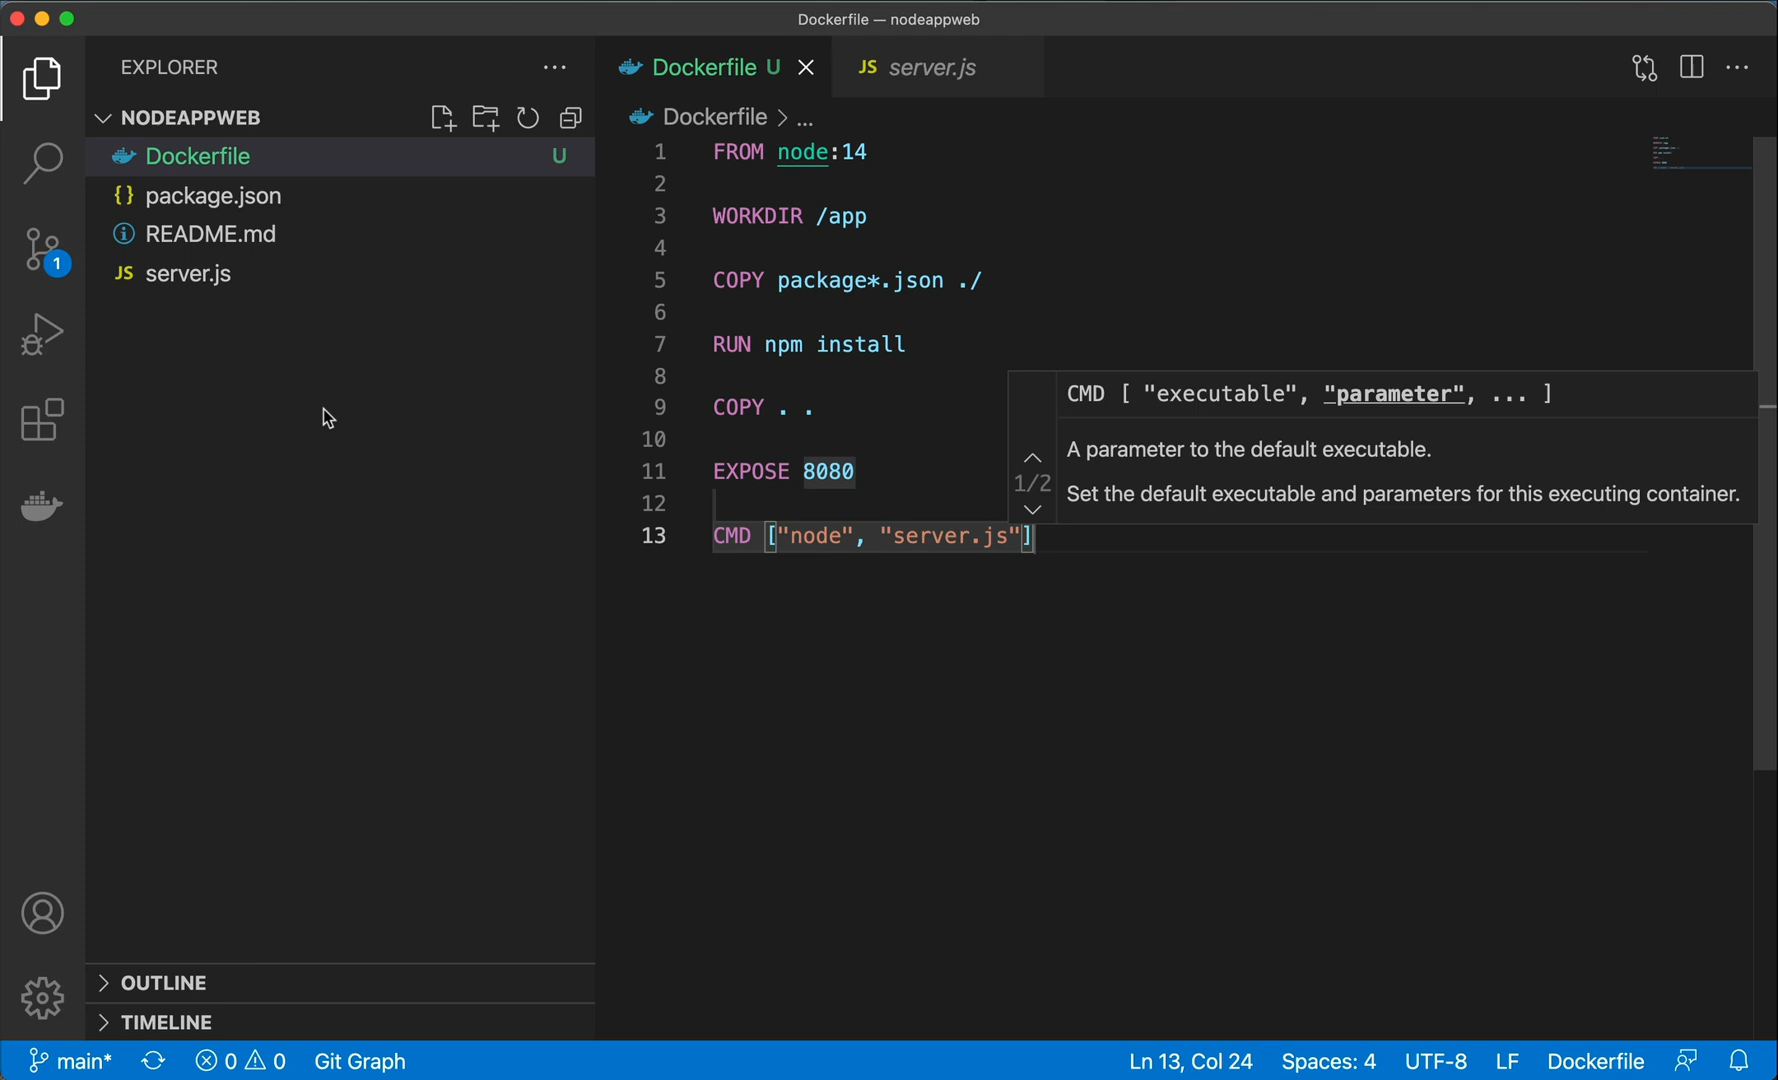 Dockerfile — nodeappweb
EXPLORER
NODEAPPWEB
Dockerfile U
{} package.json
README.md
JS server.js
1
OUTLINE
TIMELINE
Dockerfile U
JS server.js
Dockerfile > ...
1 FROM node:14
2
3 WORKDIR /app
4
5 COPY package*.json ./
6
7 RUN npm install
8
9 COPY . .
10
11 EXPOSE 8080
12
13 CMD ["node", "server.js"]
CMD [ "executable", "parameter", ... ]
A parameter to the default executable.
1/2
Set the default executable and parameters for this executing container.
main* 0 0 Git Graph Ln 13, Col 24 Spaces: 4 UTF-8 LF Dockerfile